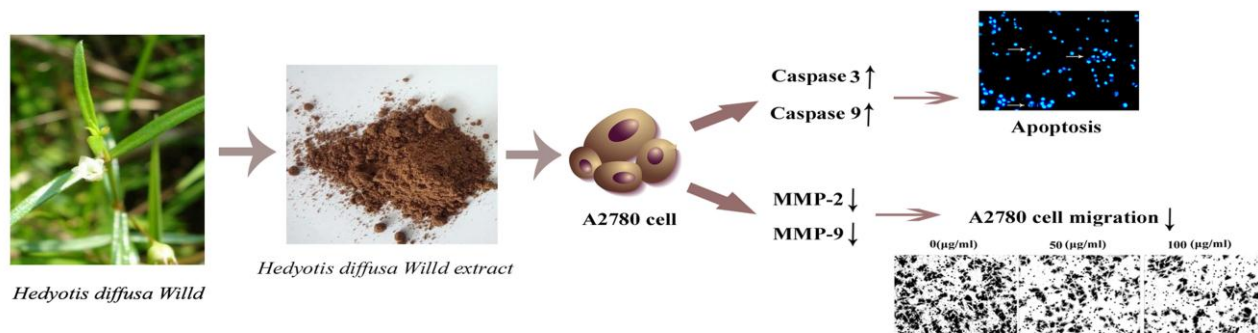 Hedyotis diffusa Willd
Hedyotis diffusa Willd extract
A2780 cell
Caspase 3 ↑
Caspase 9 ↑
Apoptosis
MMP-2 ↓
MMP-9 ↓
A2780 cell migration ↓
0(μg/ml) 50 (μg/ml) 100 (μg/ml)